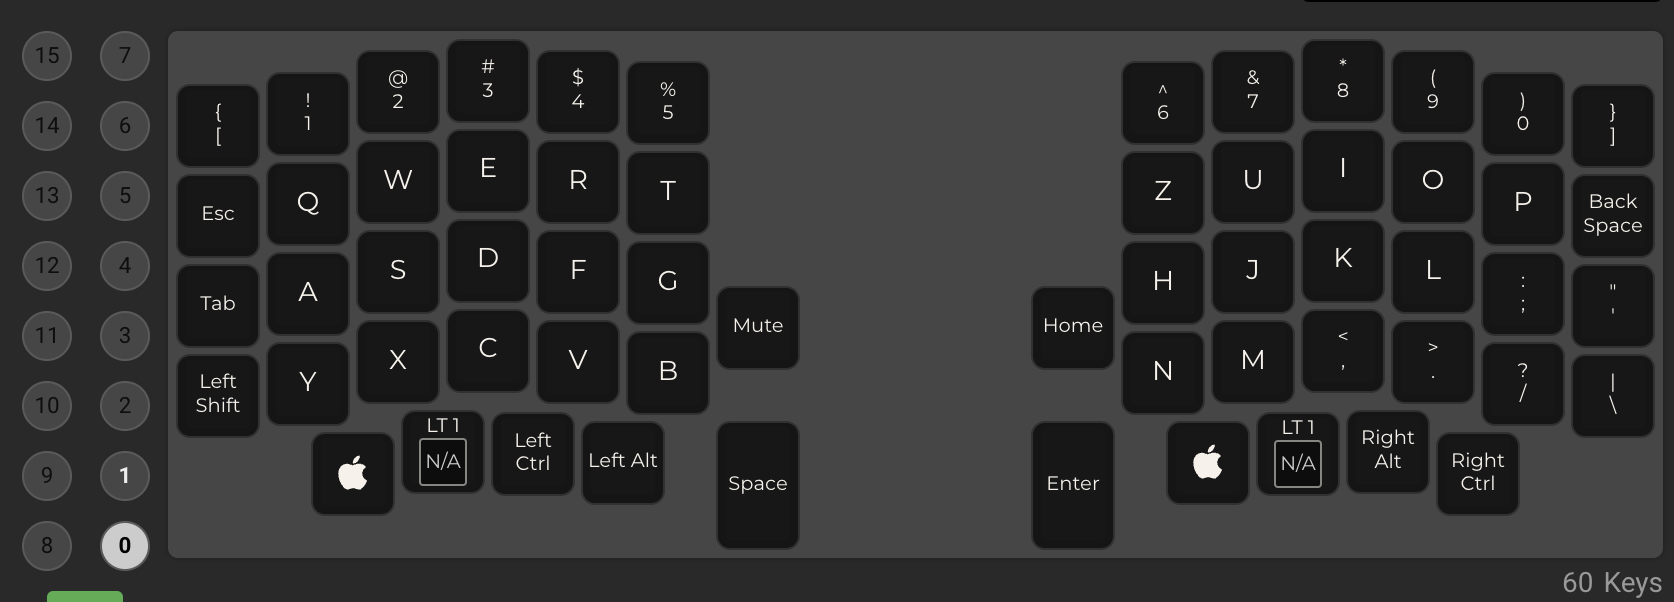 15 7
14 6
13 5
12 4
11 3
10 2
9 1
8 0
{ ! @ # $ % ^ & * ( ) }
[ 1 2 3 4 5 6 7 8 9 0 ]
Esc Q W E R T Z U I O P Back Space
Tab A S D F G H J K L : ; " '
Mute Home
Left Shift Y X C V B N M < , > . ? / | \
LT 1 N/A Left Ctrl Left Alt Space Enter LT 1 N/A Right Alt Right Ctrl
60 Keys